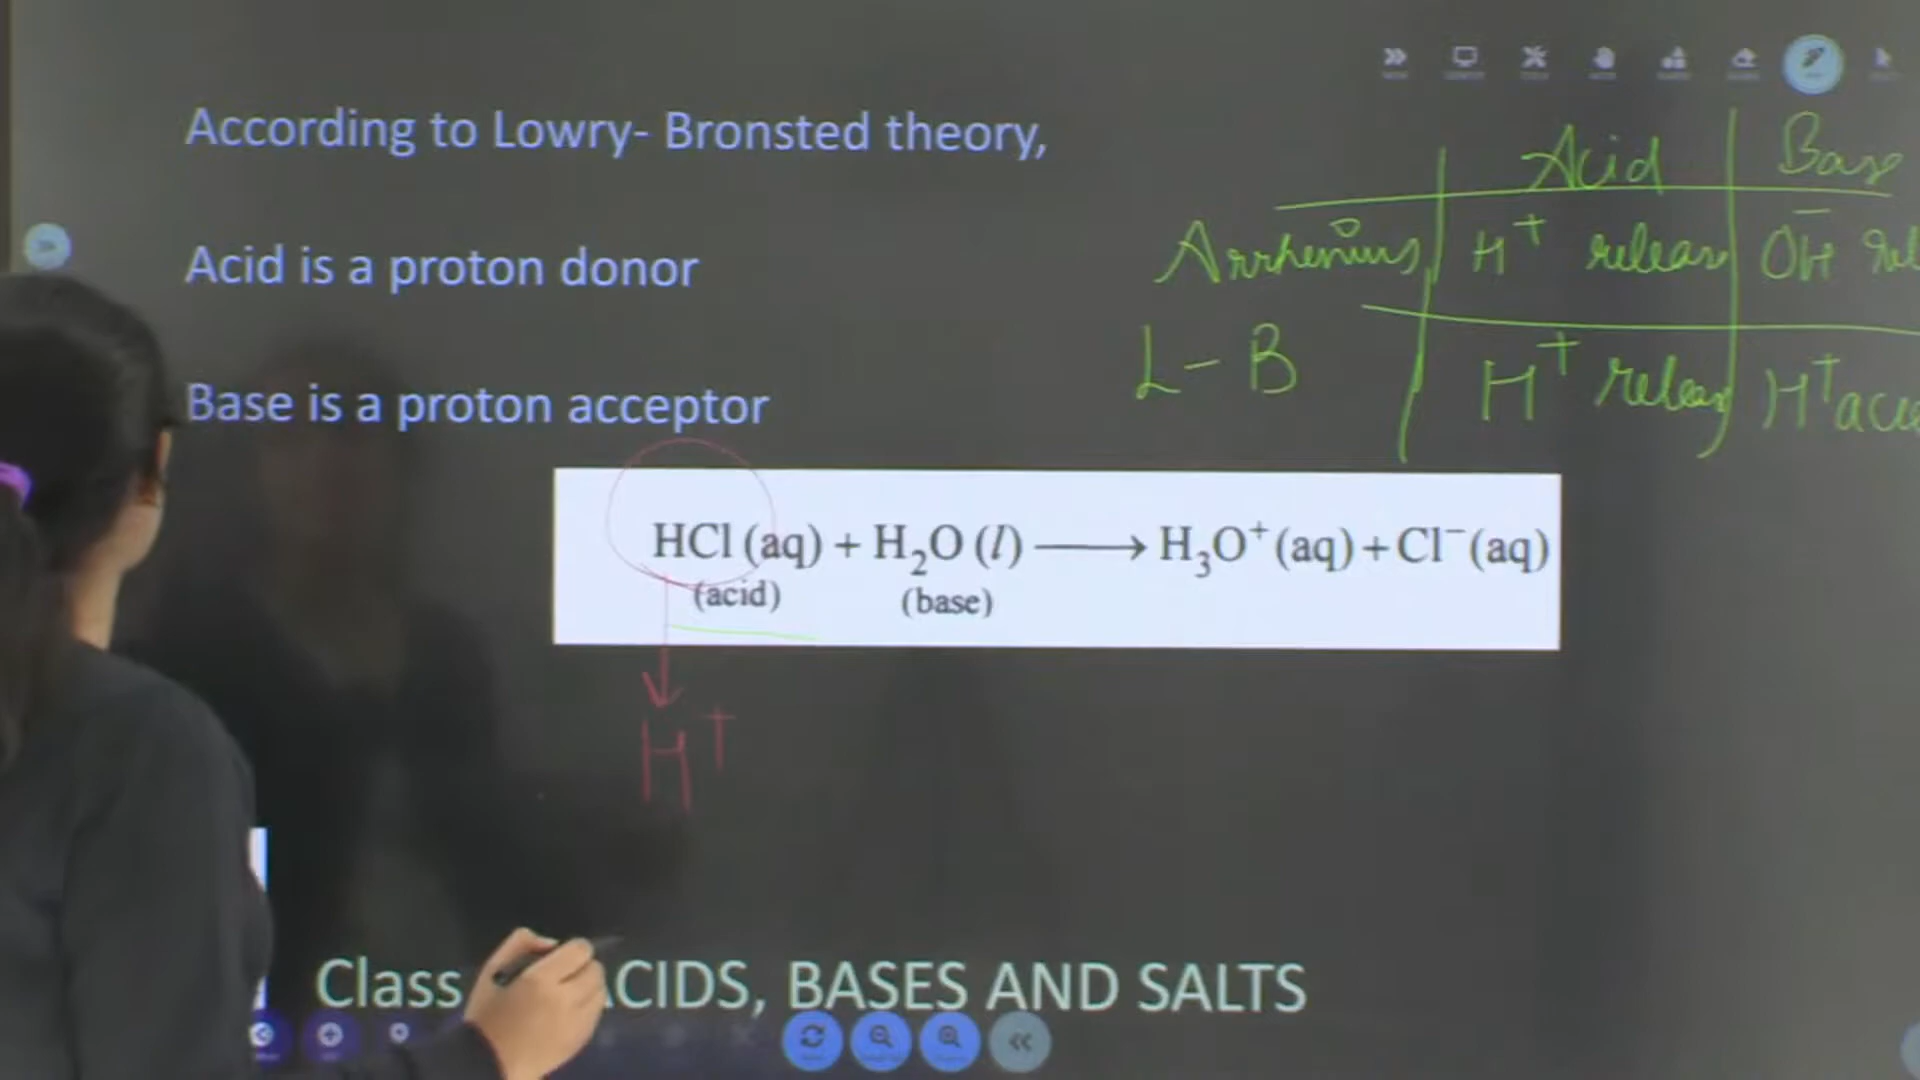 According to Lowry- Bronsted theory,
Acid is a proton donor
Base is a proton acceptor
Acid Base
Arrhenius H⁺ release OH⁻
L-B H⁺ release H⁺
HCl (aq) + H₂O (l) ⟶ H₃O⁺ (aq) + Cl⁻ (aq)
(acid) (base)
H⁺
Class ACIDS, BASES AND SALTS